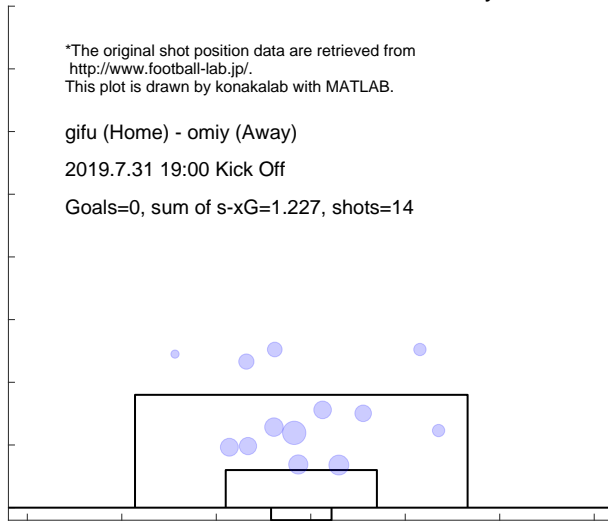 *The original shot position data are retrieved from
http://www.football-lab.jp/.
This plot is drawn by konakalab with MATLAB.
gifu (Home) - omiy (Away)
2019.7.31 19:00 Kick Off
Goals=0, sum of s-xG=1.227, shots=14